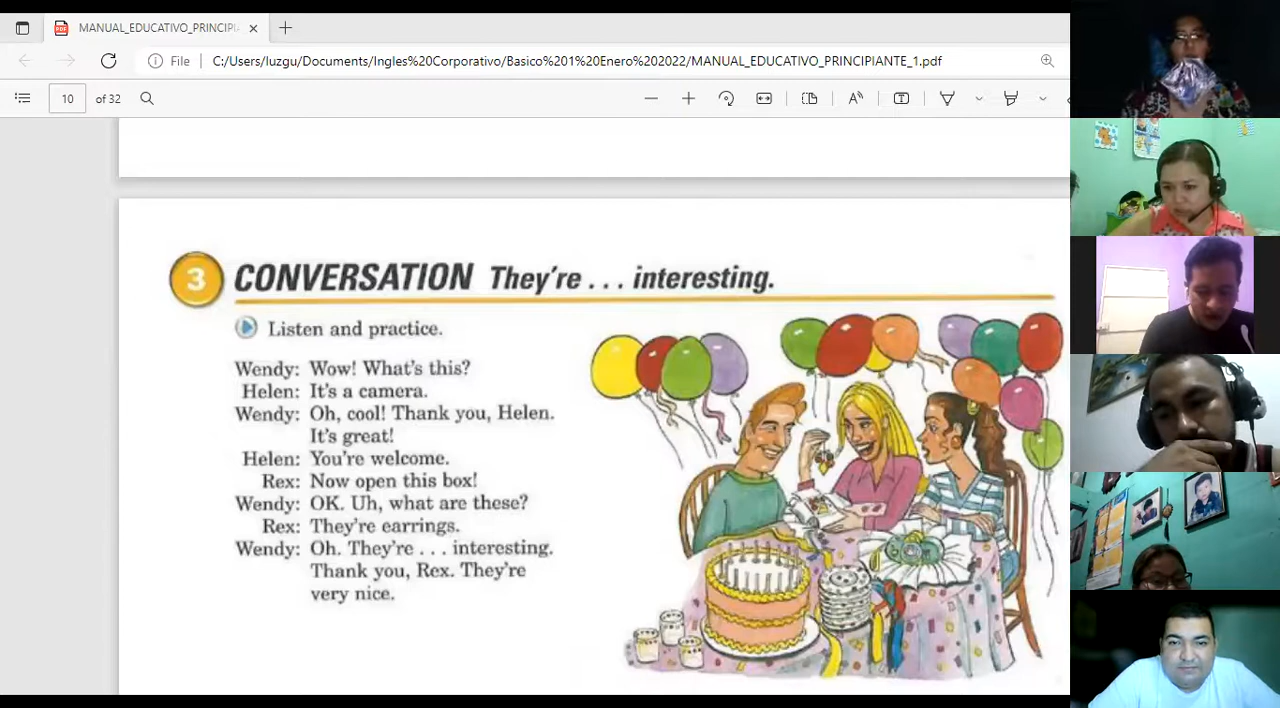 MANUAL_EDUCATIVO_PRINCIPI
File
C:/Users/luzgu/Documents/Ingles%20Corporativo/Basico%201%20Enero%202022/MANUAL_EDUCATIVO_PRINCIPIANTE_1.pdf
10 of 32
3 CONVERSATION They're . . . interesting.
Listen and practice.
Wendy: Wow! What's this?
Helen: It's a camera.
Wendy: Oh, cool! Thank you, Helen.
It's great!
Helen: You're welcome.
Rex: Now open this box!
Wendy: OK. Uh, what are these?
Rex: They're earrings.
Wendy: Oh. They're . . . interesting.
Thank you, Rex. They're
very nice.